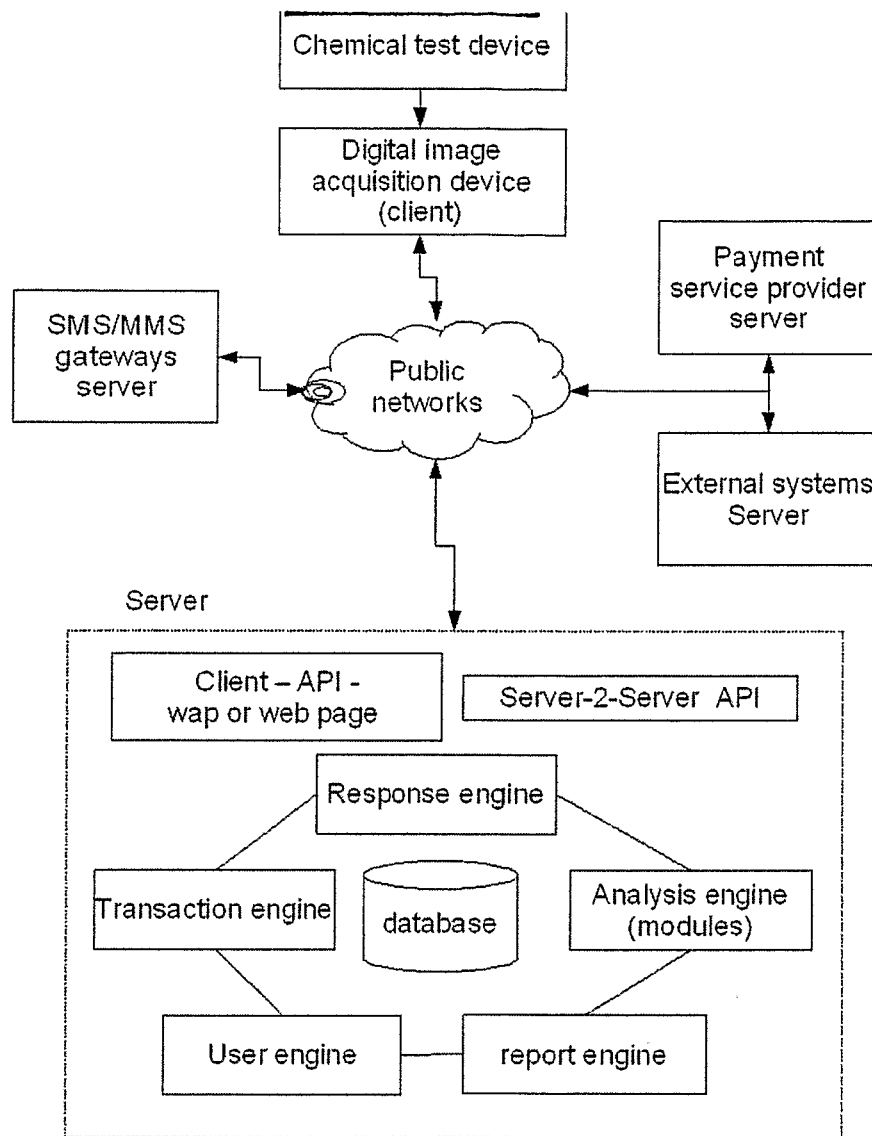 Chemical test device
Digital image
acquisition device
(client)
Payment
service provider
server
SMS/MMS
gateways
server
Public
networks
External systems
Server
Server
Client – API -
wap or web page
Server-2-Server API
Response engine
Transaction engine
database
Analysis engine
(modules)
User engine
report engine